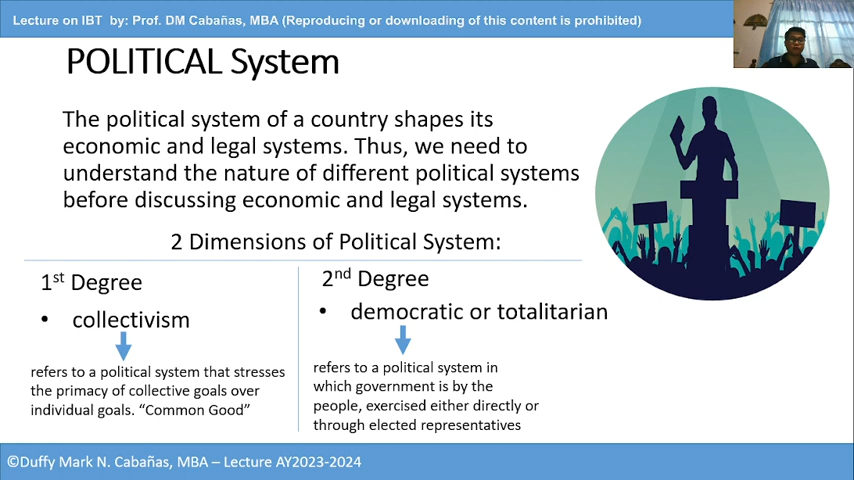 Lecture on IBT by: Prof. DM Cabañas, MBA (Reproducing or downloading of this content is prohibited)
POLITICAL System
The political system of a country shapes its
economic and legal systems. Thus, we need to
understand the nature of different political systems
before discussing economic and legal systems.
2 Dimensions of Political System:
1st Degree
• collectivism
refers to a political system that stresses
the primacy of collective goals over
individual goals. “Common Good”
2nd Degree
• democratic or totalitarian
refers to a political system in
which government is by the
people, exercised either directly or
through elected representatives
©Duffy Mark N. Cabañas, MBA – Lecture AY2023-2024